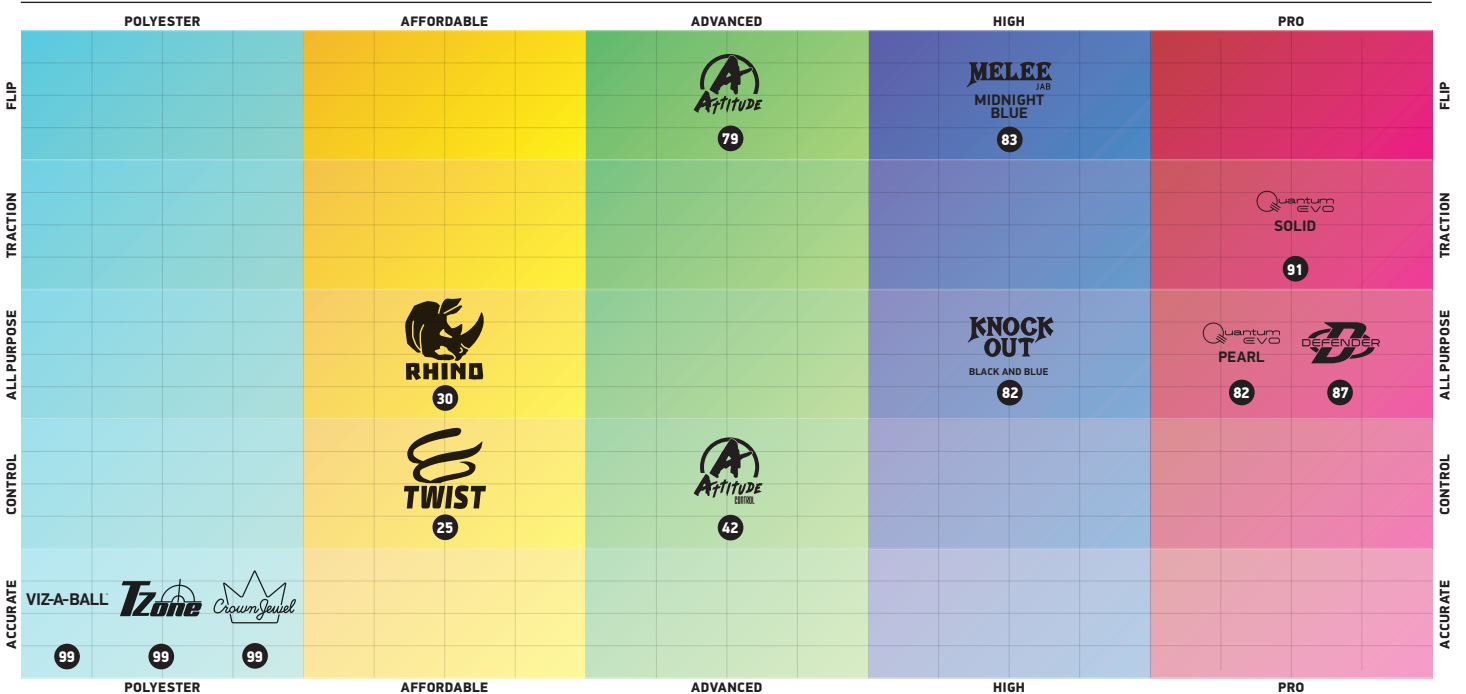 POLYESTER AFFORDABLE ADVANCED HIGH PRO
FLIP
ATTITUDE
79
MELEE
JAB
MIDNIGHT
BLUE
83
FLIP
TRACTION
Quantum
EVO
SOLID
91
TRACTION
ALL PURPOSE
RHINO
30
KNOCK
OUT
BLACK AND BLUE
82
Quantum
EVO
PEARL
82
DEFENDER
87
ALL PURPOSE
CONTROL
TWIST
25
ATTITUDE
CONTROL
42
CONTROL
ACCURATE
VIZ-A-BALL
99
TZone
99
Crown Jewel
99
ACCURATE
POLYESTER AFFORDABLE ADVANCED HIGH PRO